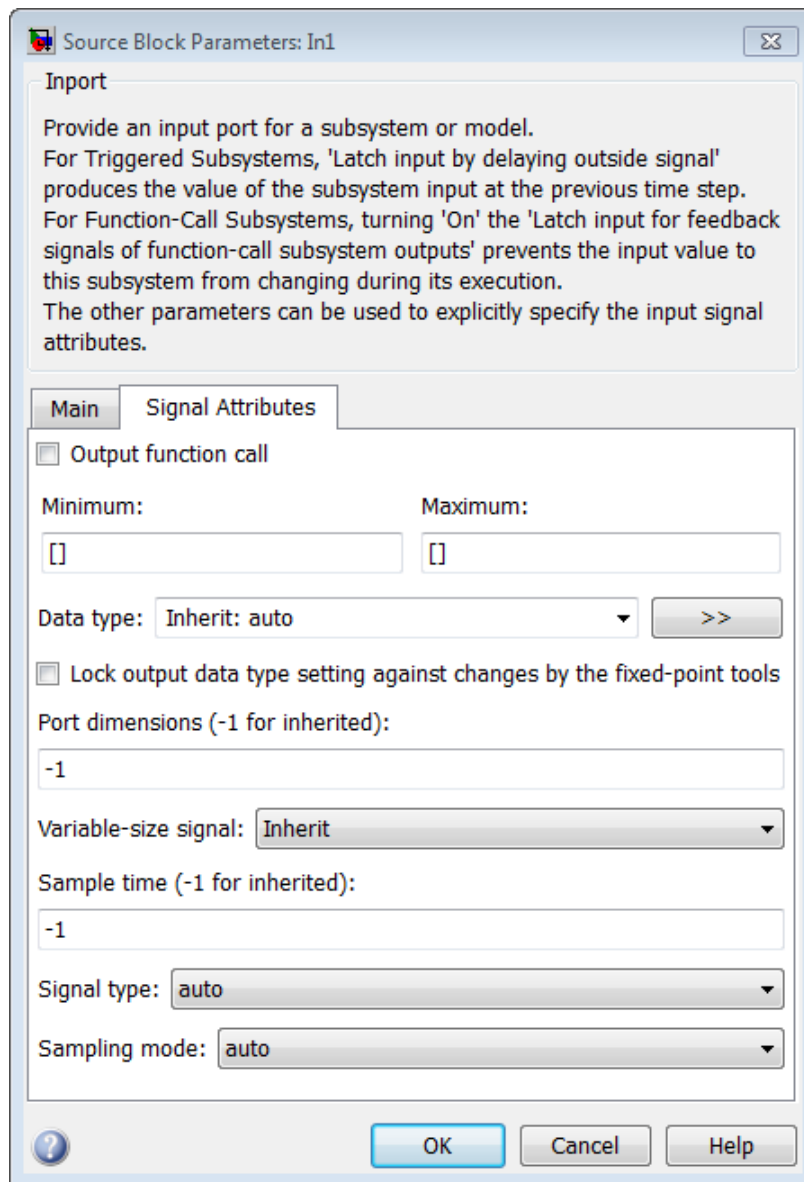 Source Block Parameters: In1
Inport
Provide an input port for a subsystem or model.
For Triggered Subsystems, 'Latch input by delaying outside signal'
produces the value of the subsystem input at the previous time step.
For Function-Call Subsystems, turning 'On' the 'Latch input for feedback
signals of function-call subsystem outputs' prevents the input value to
this subsystem from changing during its execution.
The other parameters can be used to explicitly specify the input signal
attributes.
Main Signal Attributes
Output function call
Minimum: Maximum:
[] []
Data type: Inherit: auto >>
Lock output data type setting against changes by the fixed-point tools
Port dimensions (-1 for inherited):
-1
Variable-size signal: Inherit
Sample time (-1 for inherited):
-1
Signal type: auto
Sampling mode: auto
? OK Cancel Help